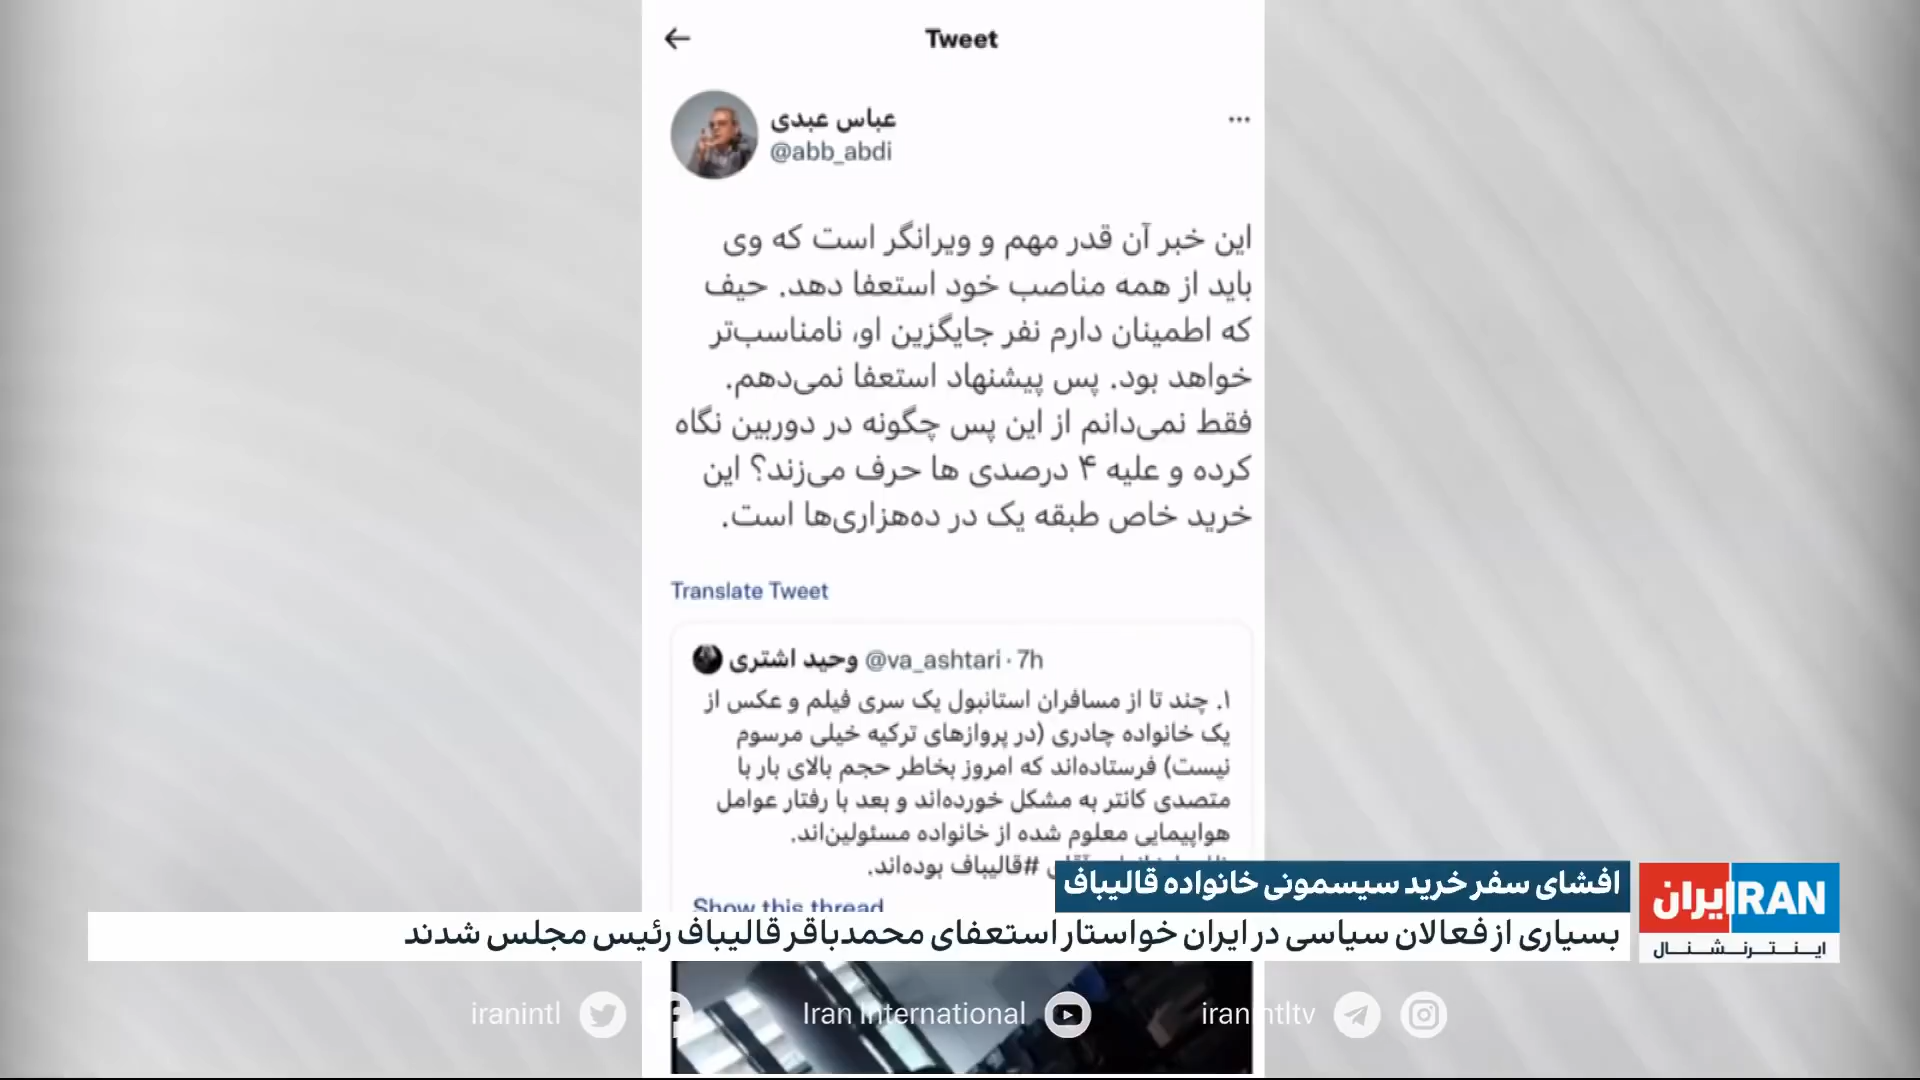 Tweet
عباس عبدی
@abb_abdi
این خبر آن قدر مهم و ویرانگر است که وی
باید از همه مناصب خود استعفا دهد. حیف
که اطمینان دارم نفر جایگزین او، نامناسب‌تر
خواهد بود. پس پیشنهاد استعفا نمی‌دهم.
فقط نمی‌دانم از این پس چگونه در دوربین نگاه
کرده و علیه ۴ درصدی ها حرف می‌زند؟ این
خرید خاص طبقه یک در ده‌هزاری‌ها است.
Translate Tweet
وحید اشتری @va_ashtari · 7h
۱. چند تا از مسافران استانبول یک سری فیلم و عکس از
یک خانواده چادری (در پروازهای ترکیه خیلی مرسوم
نیست) فرستاده‌اند که امروز بخاطر حجم بالای بار با
متصدی کانتر به مشکل خورده‌اند و بعد با رفتار عوامل
هواپیمایی معلوم شده از خانواده مسئولین‌اند.
#قالیباف بوده‌اند.
Show this thread
افشای سفر خرید سیسمونی خانواده قالیباف
بسیاری از فعالان سیاسی در ایران خواستار استعفای محمدباقر قالیباف رئیس مجلس شدند
ایران IRAN
اینترنشنال
iranintl
Iran International
iranintltv